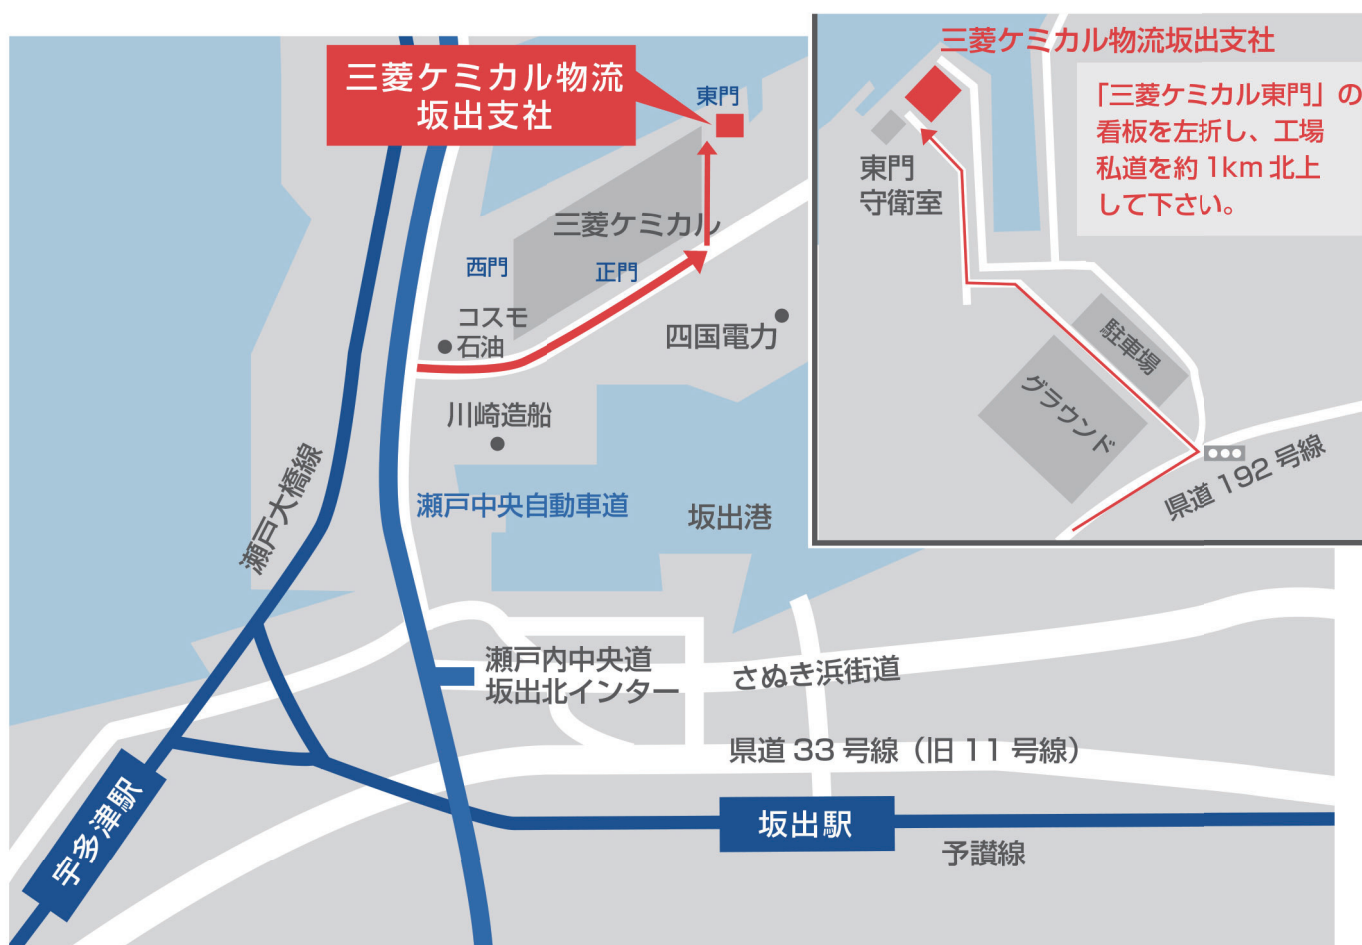 三菱ケミカル物流
坂出支社
東門
三菱ケミカル
西門
正門
コスモ
石油
四国電力
川崎造船
瀬戸大橋線
瀬戸中央自動車道
坂出港
瀬戸内中央道
坂出北インター
さぬき浜街道
県道33号線（旧11号線）
宇多津駅
坂出駅
予讃線
三菱ケミカル物流坂出支社
「三菱ケミカル東門」の
看板を左折し、工場
私道を約1km北上
して下さい。
東門
守衛室
駐車場
グラウンド
県道192号線